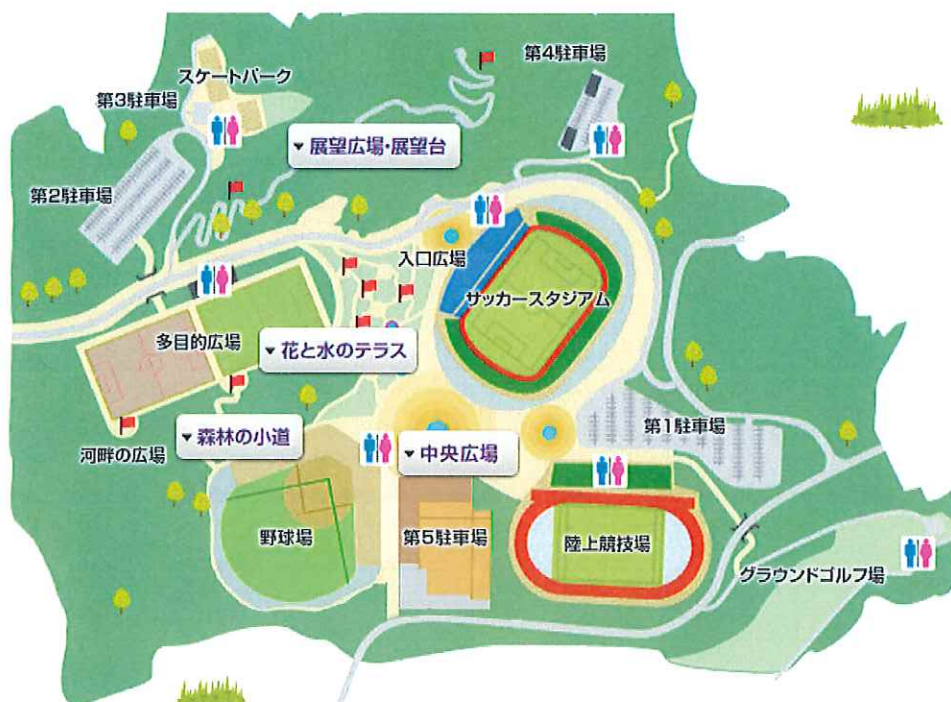 第4駐車場
スケートパーク
第3駐車場
▼ 展望広場・展望台
第2駐車場
入口広場
サッカースタジアム
多目的広場
▼ 花と水のテラス
第1駐車場
▼ 森林の小道
河畔の広場
▼ 中央広場
野球場
第5駐車場
陸上競技場
グラウンドゴルフ場